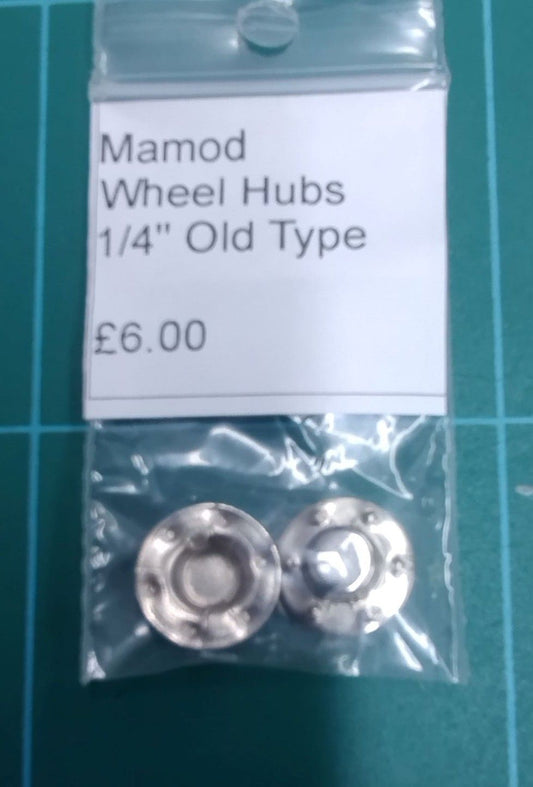 Mamod
Wheel Hubs
1/4" Old Type
£6.00